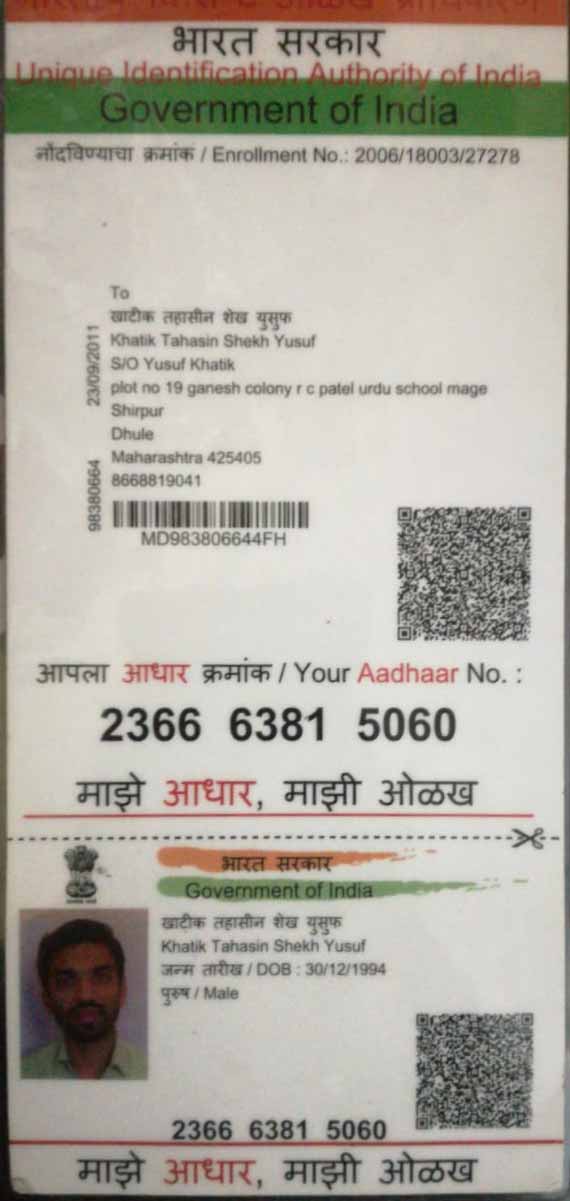 भारत सरकार
Unique Identification Authority of India
Government of India
नोंदविण्याचा क्रमांक / Enrollment No.: 2006/18003/27278
To
खाटीक तहासीन शेख युसुफ
Khatik Tahasin Shekh Yusuf
S/O Yusuf Khatik
plot no 19 ganesh colony r c patel urdu school mage
Shirpur
Dhule
Maharashtra 425405
8668819041
23/09/2011
98380664
MD983806644FH
आपला आधार क्रमांक / Your Aadhaar No. :
2366 6381 5060
माझे आधार, माझी ओळख
भारत सरकार
Government of India
खाटीक तहासीन शेख युसुफ
Khatik Tahasin Shekh Yusuf
जन्म तारीख / DOB : 30/12/1994
पुरुष / Male
2366 6381 5060
माझे आधार, माझी ओळख